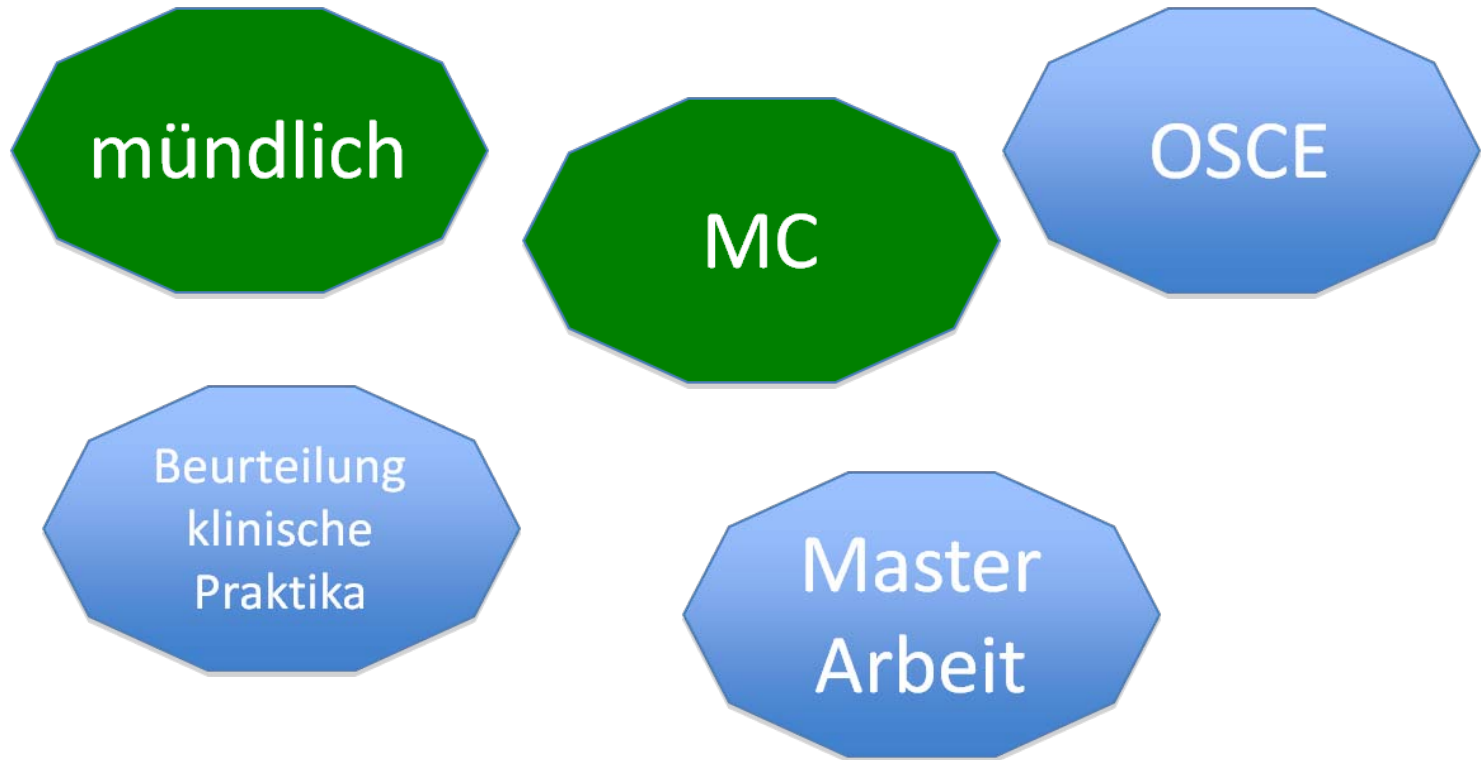 mündlich
MC
OSCE
Beurteilung
klinische
Praktika
Master
Arbeit